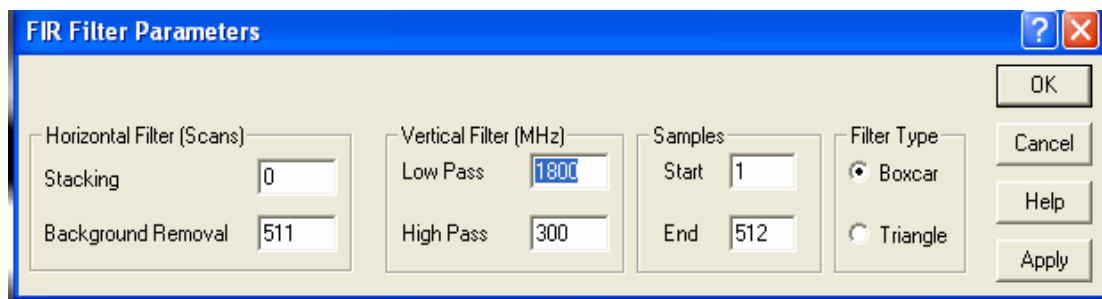 FIR Filter Parameters
OK
Horizontal Filter (Scans)
Stacking 0
Background Removal 511
Vertical Filter (MHz)
Low Pass 1800
High Pass 300
Samples
Start 1
End 512
Filter Type
Boxcar
Triangle
Cancel
Help
Apply